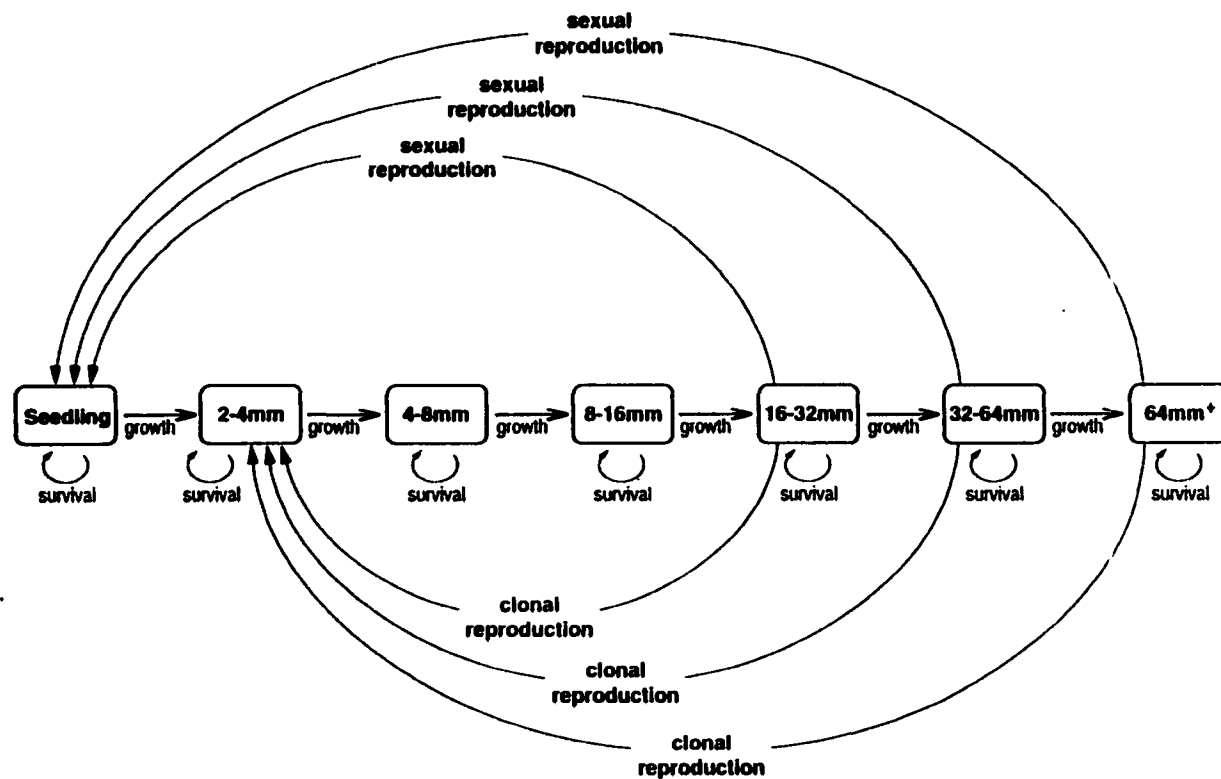 sexual
reproduction
sexual
reproduction
sexual
reproduction
Seedling
growth
2-4mm
growth
4-8mm
growth
8-16mm
growth
16-32mm
growth
32-64mm
growth
64mm+
survival
survival
survival
survival
survival
survival
survival
clonal
reproduction
clonal
reproduction
clonal
reproduction